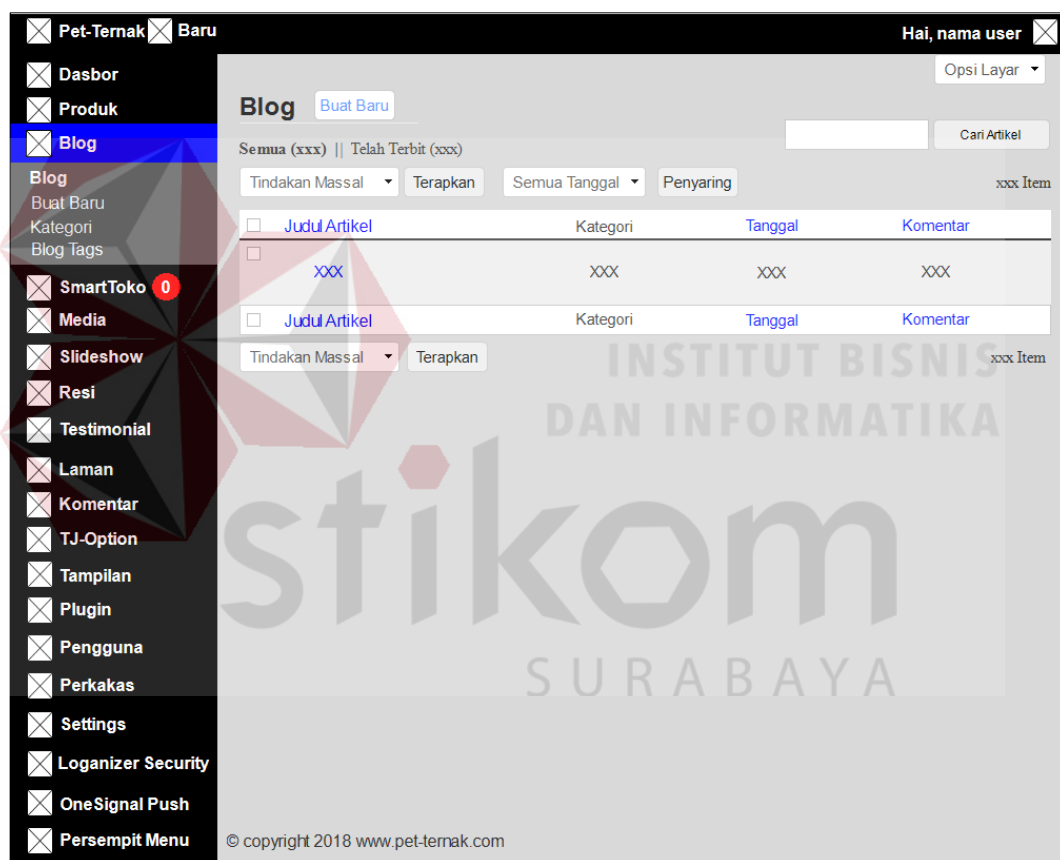 Pet-Ternak Baru Hai, nama user
Dasbor
Produk
Blog
Blog
Buat Baru
Kategori
Blog Tags
SmartToko 0
Media
Slideshow
Resi
Testimonial
Laman
Komentar
TJ-Option
Tampilan
Plugin
Pengguna
Perkakas
Settings
Loganizer Security
OneSignal Push
Persempit Menu
Opsi Layar
Blog Buat Baru
Cari Artikel
Semua (xxx) || Telah Terbit (xxx)
Tindakan Massal Terapkan Semua Tanggal Penyaring xxx Item
Judul Artikel Kategori Tanggal Komentar
XXX XXX XXX XXX
Judul Artikel Kategori Tanggal Komentar
Tindakan Massal Terapkan xxx Item
INSTITUT BISNIS
DAN INFORMATIKA
stikom
SURABAYA
© copyright 2018 www.pet-ternak.com